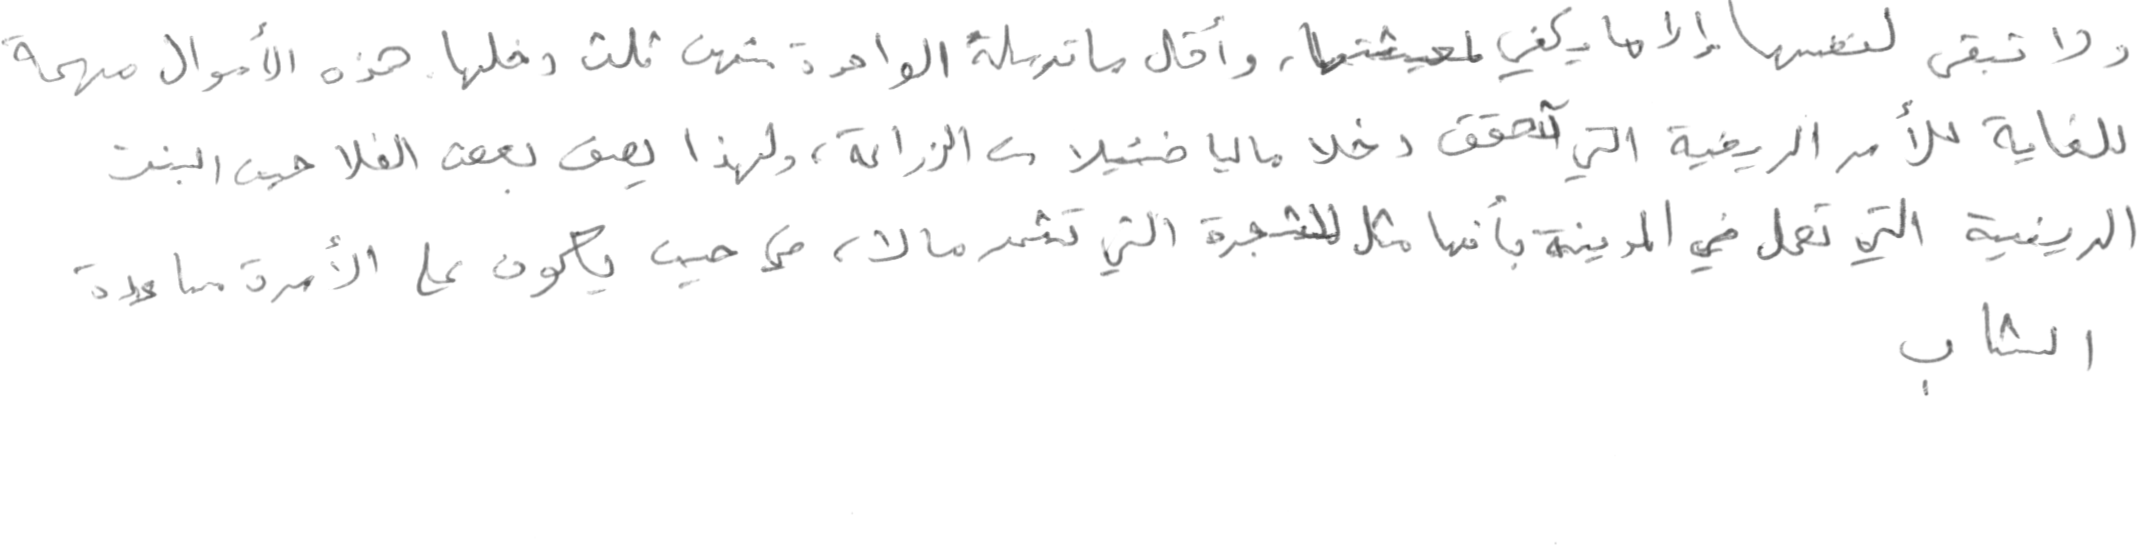 ولا تبقي لنفسها إلا ما يكفي لمعيشتها، وأقل ما ترسلة الواحدة منهن ثلث دخلها. هذه الأموال مهمة
للغاية للأسر الريفية التي تحقق دخلا ماليا ضئيلا من الزراعة، ولهذا يصف بعض الفلاحين البنت
الريفية التي تعمل في المدينة بأنها مثل الشجرة التي تثمر مالا، في حين يكون على الأسرة مساعدة
الشاب